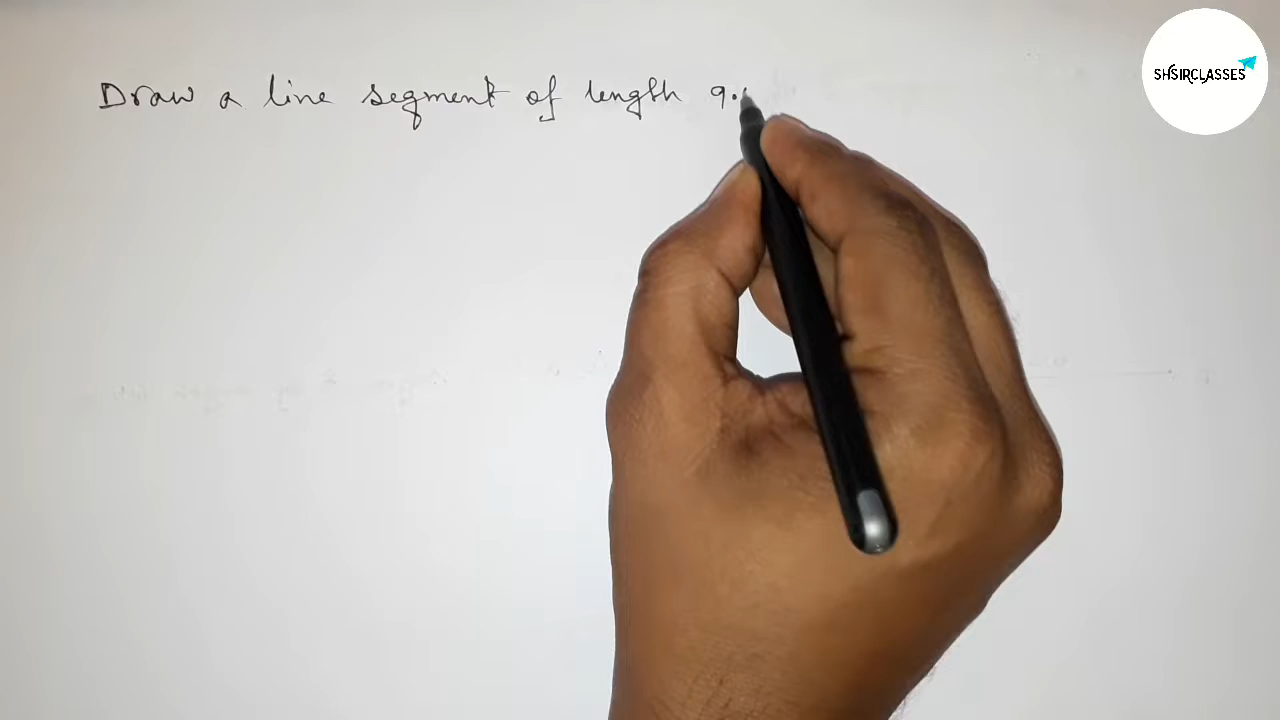 Draw a line segment of length 9.
SHSIRCLASSES